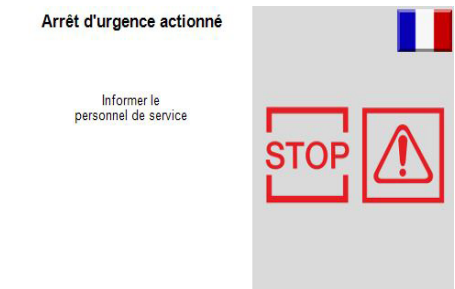 Arrêt d'urgence actionné
Informer le
personnel de service
STOP